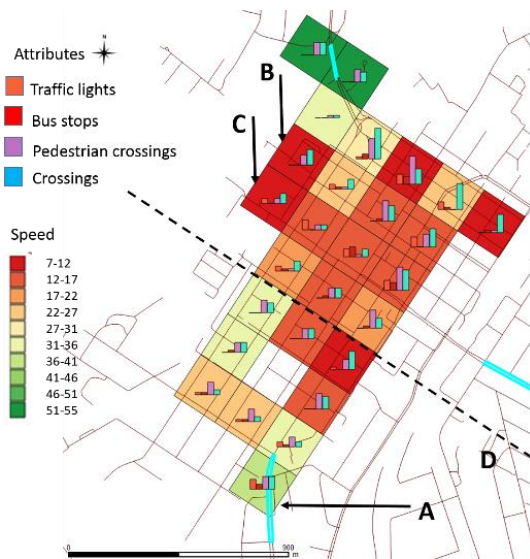 N
Attributes
Traffic lights
Bus stops
Pedestrian crossings
Crossings
Speed
7-12
12-17
17-22
22-27
27-31
31-36
36-41
41-46
46-51
51-55
B
C
D
A
0 900 m